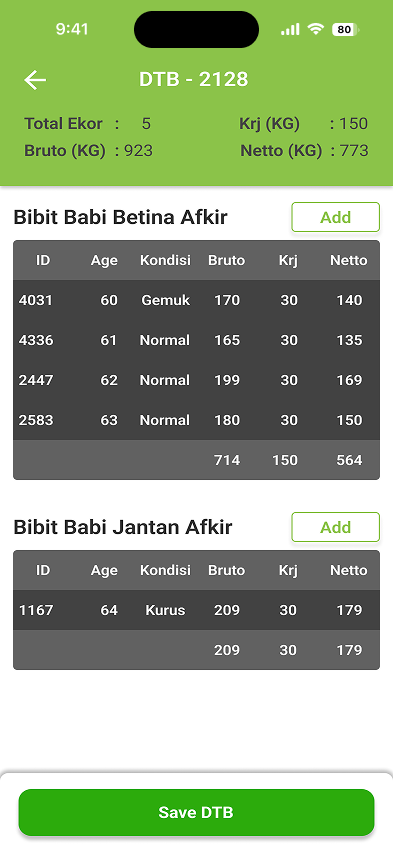 9:41 80
DTB - 2128
Total Ekor : 5 Krj (KG) : 150
Bruto (KG) : 923 Netto (KG) : 773
Bibit Babi Betina Afkir Add
ID Age Kondisi Bruto Krj Netto
4031 60 Gemuk 170 30 140
4336 61 Normal 165 30 135
2447 62 Normal 199 30 169
2583 63 Normal 180 30 150
714 150 564
Bibit Babi Jantan Afkir Add
ID Age Kondisi Bruto Krj Netto
1167 64 Kurus 209 30 179
209 30 179
Save DTB